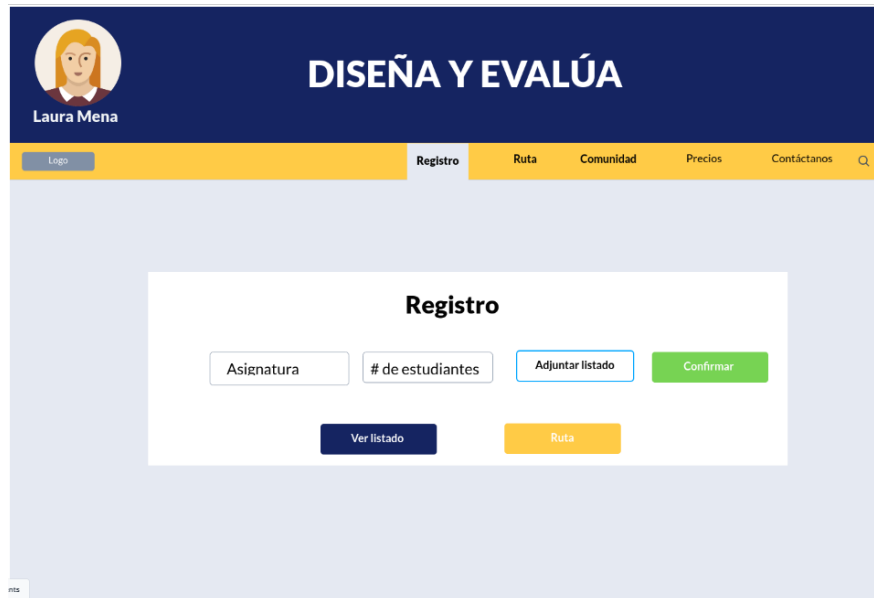 DISEÑA Y EVALÚA
Laura Mena
Logo
Registro
Ruta
Comunidad
Precios
Contáctanos
Registro
Asignatura
# de estudiantes
Adjuntar listado
Confirmar
Ver listado
Ruta
nts